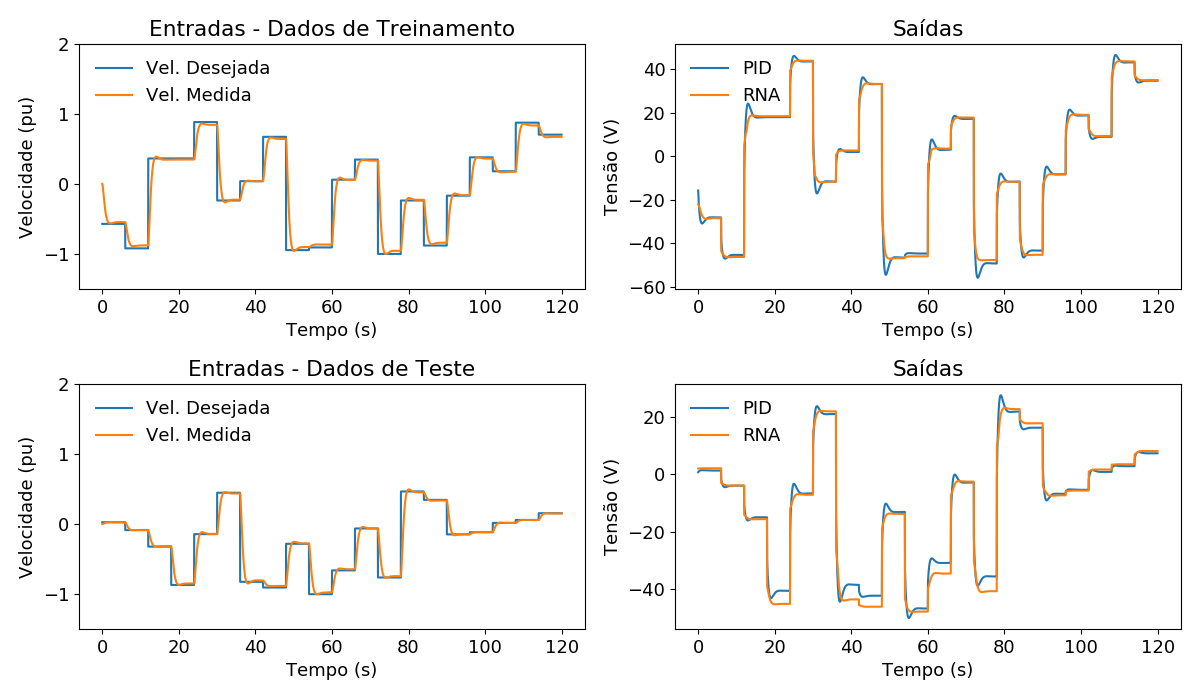 Entradas - Dados de Treinamento
2
1
0
−1
Velocidade (pu)
Vel. Desejada
Vel. Medida
0 20 40 60 80 100 120
Tempo (s)
Saídas
40
20
0
−20
−40
−60
Tensão (V)
PID
RNA
0 20 40 60 80 100 120
Tempo (s)
Entradas - Dados de Teste
2
1
0
−1
Velocidade (pu)
Vel. Desejada
Vel. Medida
0 20 40 60 80 100 120
Tempo (s)
Saídas
20
0
−20
−40
Tensão (V)
PID
RNA
0 20 40 60 80 100 120
Tempo (s)